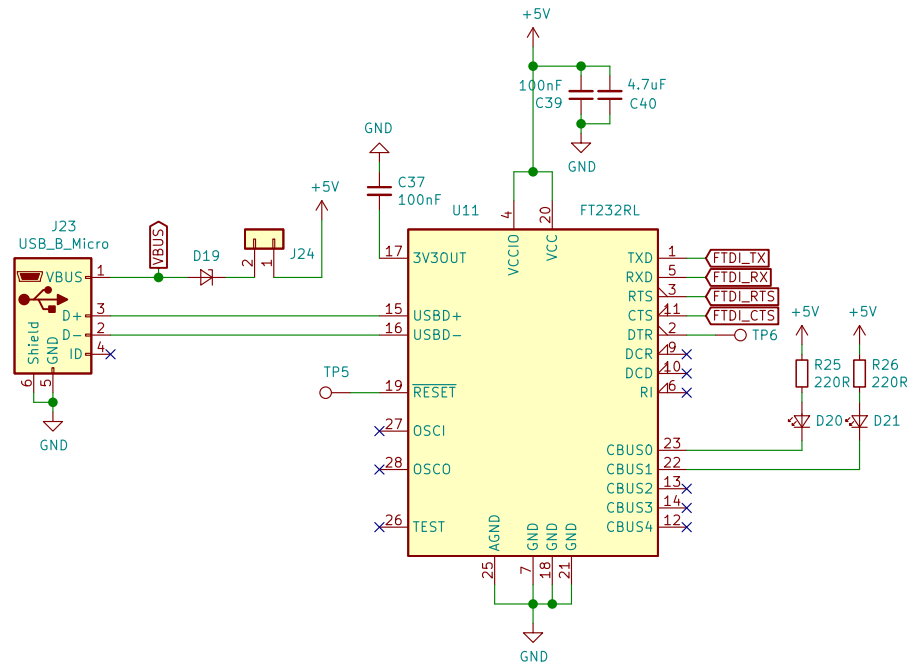 +5V
100nF
C39
4.7uF
C40
GND
GND
C37
100nF
+5V
J23
USB_B_Micro
VBUS
D19
J24
2
1
U11
FT232RL
4
20
VCCIO
VCC
VBUS
1
D+
3
D-
2
ID
4
Shield
GND
6
5
GND
17
3V3OUT
15
USBD+
16
USBD-
TP5
19
RESET
27
OSCI
28
OSCO
26
TEST
TXD
1
FTDI_TX
RXD
5
FTDI_RX
RTS
3
FTDI_RTS
CTS
11
FTDI_CTS
DTR
2
TP6
DCR
9
DCD
10
RI
6
+5V
+5V
R25
220R
R26
220R
D20
D21
CBUS0
23
CBUS1
22
CBUS2
13
CBUS3
14
CBUS4
12
AGND
GND
GND
GND
25
7
18
21
GND